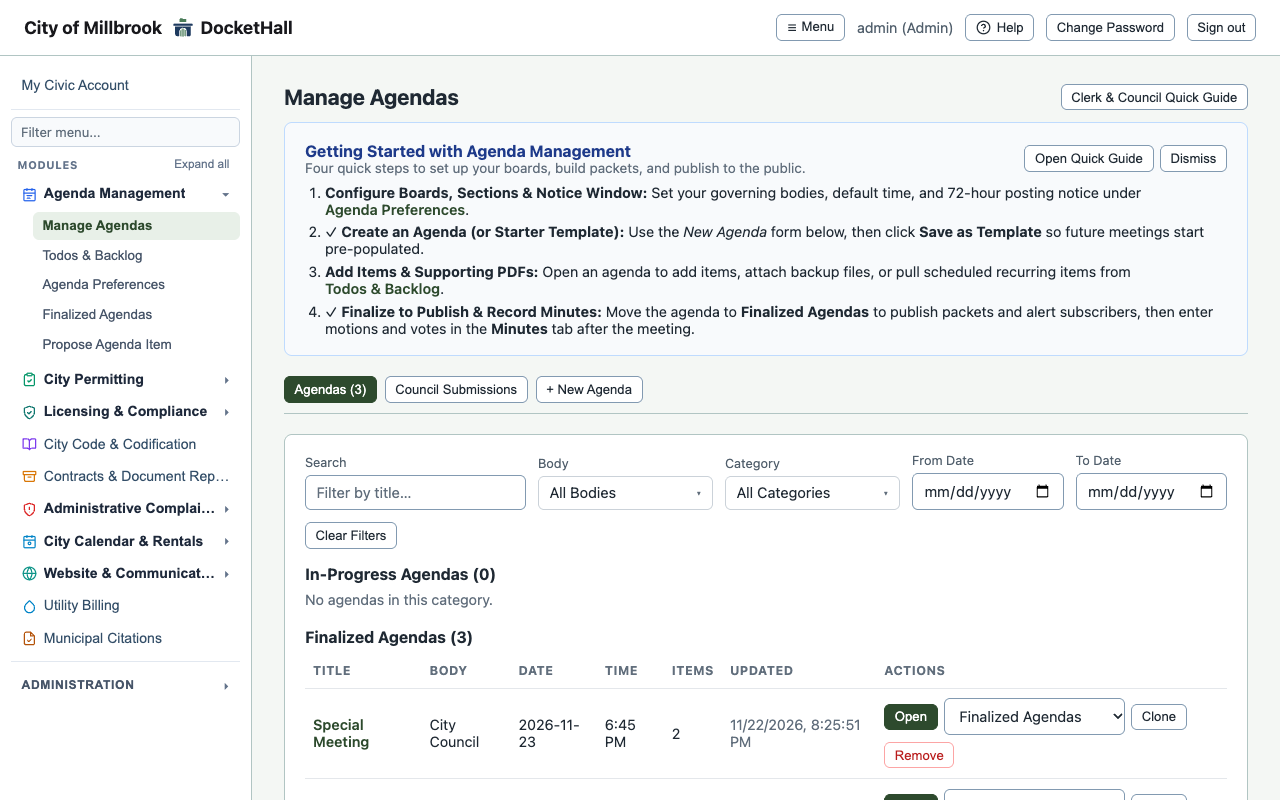 City of Millbrook DocketHall
≡ Menu
admin (Admin)
Help
Change Password
Sign out
My Civic Account
Filter menu...
MODULES
Expand all
Agenda Management
Manage Agendas
Todos & Backlog
Agenda Preferences
Finalized Agendas
Propose Agenda Item
City Permitting
Licensing & Compliance
City Code & Codification
Contracts & Document Rep…
Administrative Complai…
City Calendar & Rentals
Website & Communicat…
Utility Billing
Municipal Citations
ADMINISTRATION
Manage Agendas
Clerk & Council Quick Guide
Getting Started with Agenda Management
Four quick steps to set up your boards, build packets, and publish to the public.
Open Quick Guide
Dismiss
1. Configure Boards, Sections & Notice Window: Set your governing bodies, default time, and 72-hour posting notice under
Agenda Preferences.
2. ✓ Create an Agenda (or Starter Template): Use the New Agenda form below, then click Save as Template so future meetings start
pre-populated.
3. Add Items & Supporting PDFs: Open an agenda to add items, attach backup files, or pull scheduled recurring items from
Todos & Backlog.
4. ✓ Finalize to Publish & Record Minutes: Move the agenda to Finalized Agendas to publish packets and alert subscribers, then enter
motions and votes in the Minutes tab after the meeting.
Agendas (3)
Council Submissions
+ New Agenda
Search
Body
Category
From Date
To Date
Filter by title...
All Bodies
All Categories
mm/dd/yyyy
mm/dd/yyyy
Clear Filters
In-Progress Agendas (0)
No agendas in this category.
Finalized Agendas (3)
TITLE BODY DATE TIME ITEMS UPDATED ACTIONS
Special
Meeting
City
Council
2026-11-
23
6:45
PM
2
11/22/2026, 8:25:51
PM
Open
Finalized Agendas
Clone
Remove